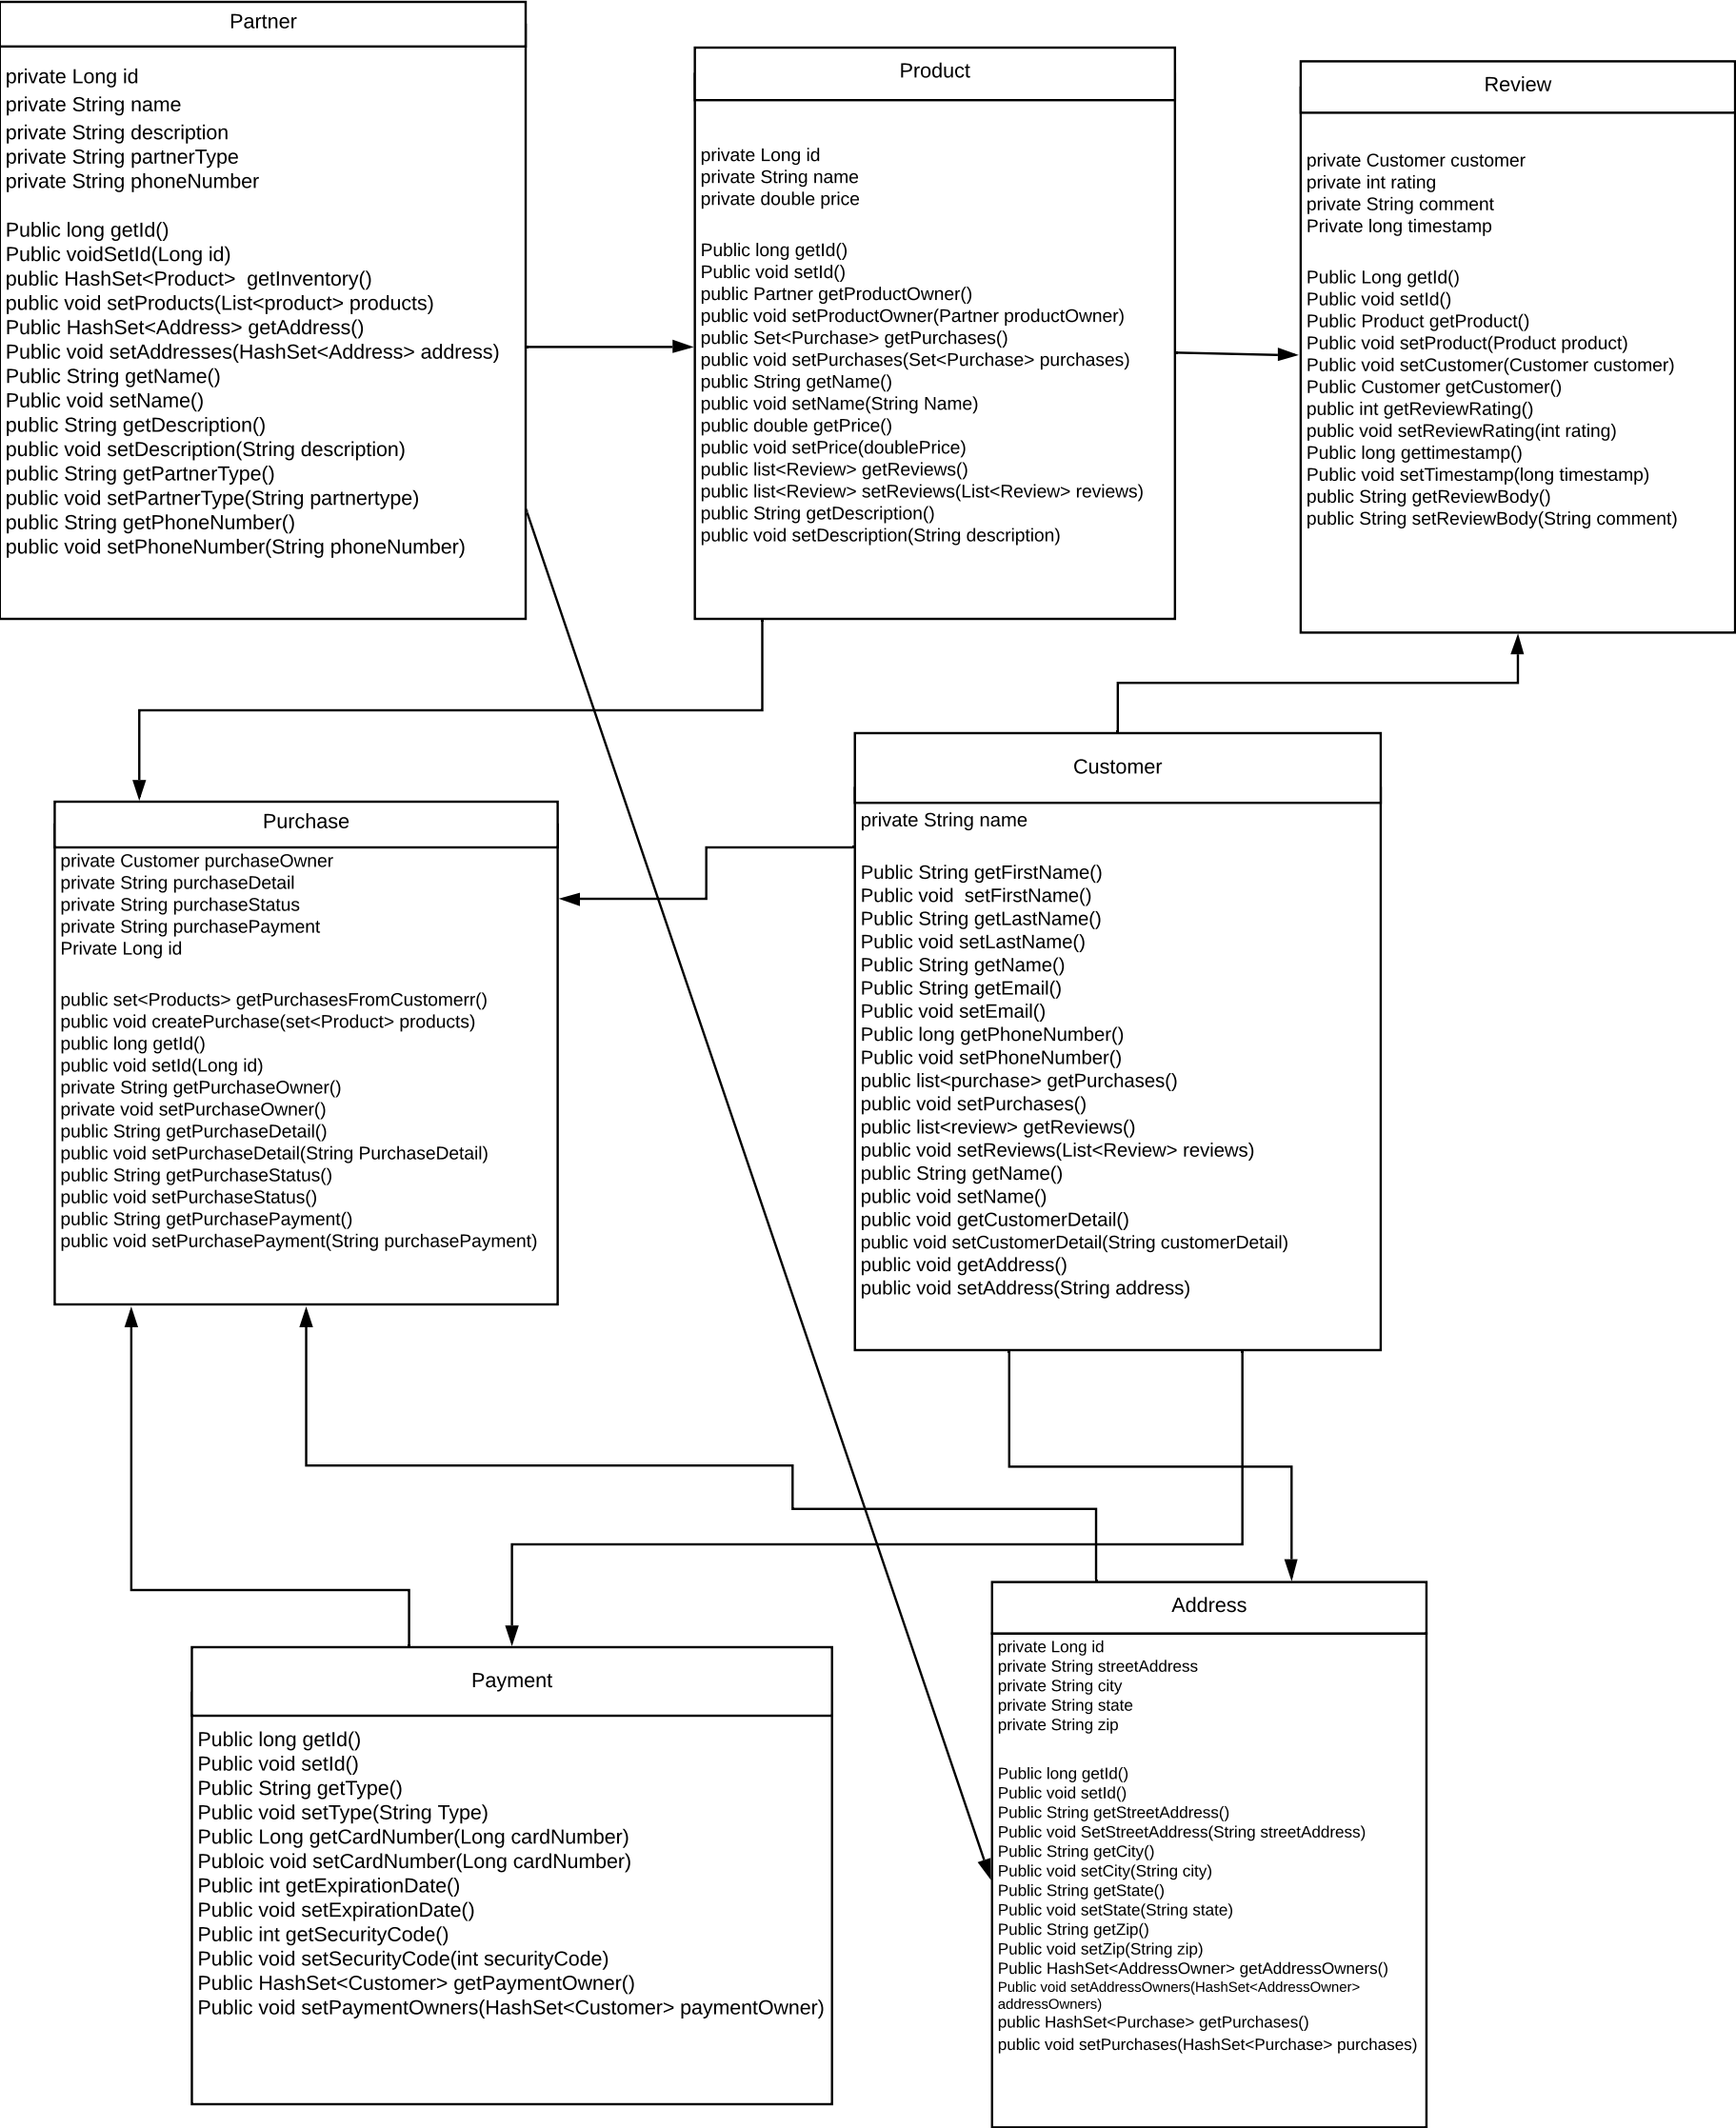 Partner
private Long id
private String name
private String description
private String partnerType
private String phoneNumber
Public long getId()
Public voidSetId(Long id)
public HashSet<Product>  getInventory()
public void setProducts(List<product> products)
Public HashSet<Address> getAddress()
Public void setAddresses(HashSet<Address> address)
Public String getName()
Public void setName()
public String getDescription()
public void setDescription(String description)
public String getPartnerType()
public void setPartnerType(String partnertype)
public String getPhoneNumber()
public void setPhoneNumber(String phoneNumber)
Product
private Long id
private String name
private double price
Public long getId()
Public void setId()
public Partner getProductOwner()
public void setProductOwner(Partner productOwner)
public Set<Purchase> getPurchases()
public void setPurchases(Set<Purchase> purchases)
public String getName()
public void setName(String Name)
public double getPrice()
public void setPrice(doublePrice)
public list<Review> getReviews()
public list<Review> setReviews(List<Review> reviews)
public String getDescription()
public void setDescription(String description)
Review
private Customer customer
private int rating
private String comment
Private long timestamp
Public Long getId()
Public void setId()
Public Product getProduct()
Public void setProduct(Product product)
Public void setCustomer(Customer customer)
Public Customer getCustomer()
public int getReviewRating()
public void setReviewRating(int rating)
Public long gettimestamp()
Public void setTimestamp(long timestamp)
public String getReviewBody()
public String setReviewBody(String comment)
Purchase
private Customer purchaseOwner
private String purchaseDetail
private String purchaseStatus
private String purchasePayment
Private Long id
public set<Products> getPurchasesFromCustomerr()
public void createPurchase(set<Product> products)
public long getId()
public void setId(Long id)
private String getPurchaseOwner()
private void setPurchaseOwner()
public String getPurchaseDetail()
public void setPurchaseDetail(String PurchaseDetail)
public String getPurchaseStatus()
public void setPurchaseStatus()
public String getPurchasePayment()
public void setPurchasePayment(String purchasePayment)
Customer
private String name
Public String getFirstName()
Public void  setFirstName()
Public String getLastName()
Public void setLastName()
Public String getName()
Public String getEmail()
Public void setEmail()
Public long getPhoneNumber()
Public void setPhoneNumber()
public list<purchase> getPurchases()
public void setPurchases()
public list<review> getReviews()
public void setReviews(List<Review> reviews)
public String getName()
public void setName()
public void getCustomerDetail()
public void setCustomerDetail(String customerDetail)
public void getAddress()
public void setAddress(String address)
Payment
Public long getId()
Public void setId()
Public String getType()
Public void setType(String Type)
Public Long getCardNumber(Long cardNumber)
Publoic void setCardNumber(Long cardNumber)
Public int getExpirationDate()
Public void setExpirationDate()
Public int getSecurityCode()
Public void setSecurityCode(int securityCode)
Public HashSet<Customer> getPaymentOwner()
Public void setPaymentOwners(HashSet<Customer> paymentOwner)
Address
private Long id
private String streetAddress
private String city
private String state
private String zip
Public long getId()
Public void setId()
Public String getStreetAddress()
Public void SetStreetAddress(String streetAddress)
Public String getCity()
Public void setCity(String city)
Public String getState()
Public void setState(String state)
Public String getZip()
Public void setZip(String zip)
Public HashSet<AddressOwner> getAddressOwners()
Public void setAddressOwners(HashSet<AddressOwner>
addressOwners)
public HashSet<Purchase> getPurchases()
public void setPurchases(HashSet<Purchase> purchases)